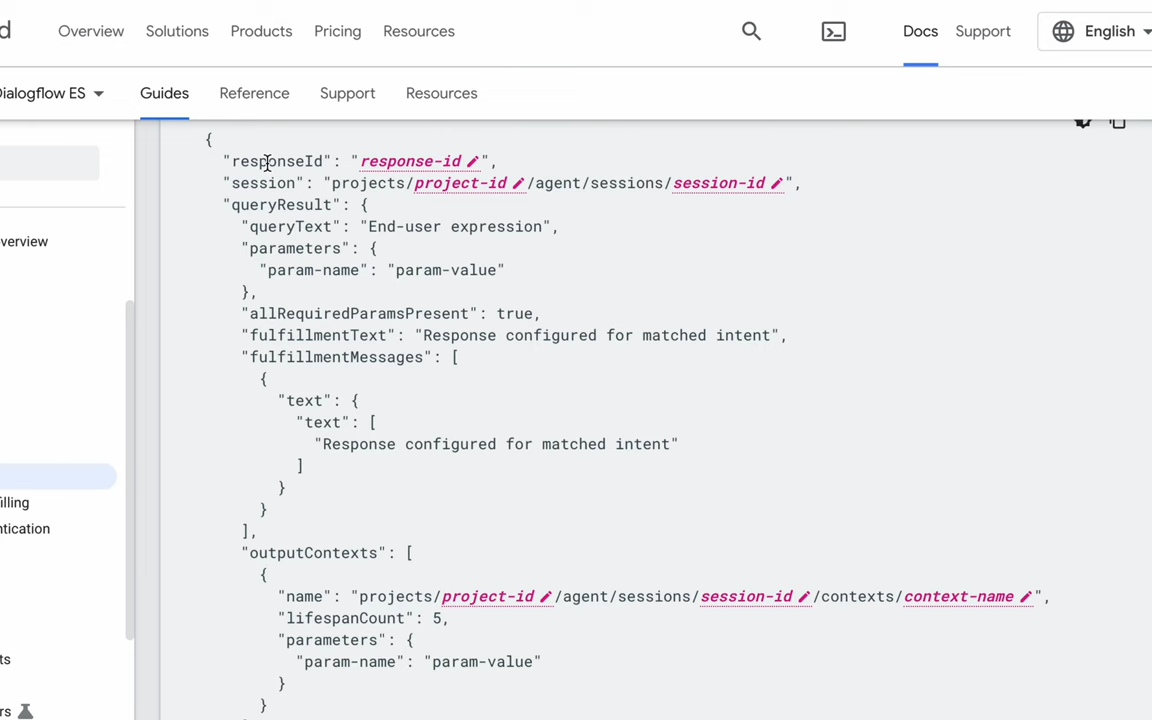 d Overview Solutions Products Pricing Resources Docs Support English
Dialogflow ES Guides Reference Support Resources
{
"responseId": "response-id",
"session": "projects/project-id/agent/sessions/session-id",
"queryResult": {
"queryText": "End-user expression",
"parameters": {
"param-name": "param-value"
},
"allRequiredParamsPresent": true,
"fulfillmentText": "Response configured for matched intent",
"fulfillmentMessages": [
{
"text": {
"text": [
"Response configured for matched intent"
]
}
}
],
"outputContexts": [
{
"name": "projects/project-id/agent/sessions/session-id/contexts/context-name",
"lifespanCount": 5,
"parameters": {
"param-name": "param-value"
}
}
verview
illing
ntication
ts
rs